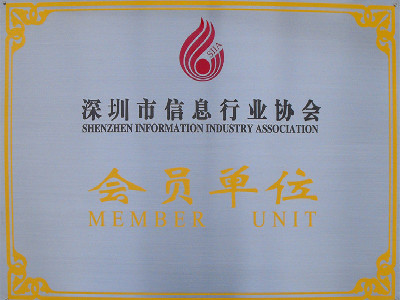 SIIA
深圳市信息行业协会
SHENZHEN INFORMATION INDUSTRY ASSOCIATION
会员单位
MEMBER UNIT